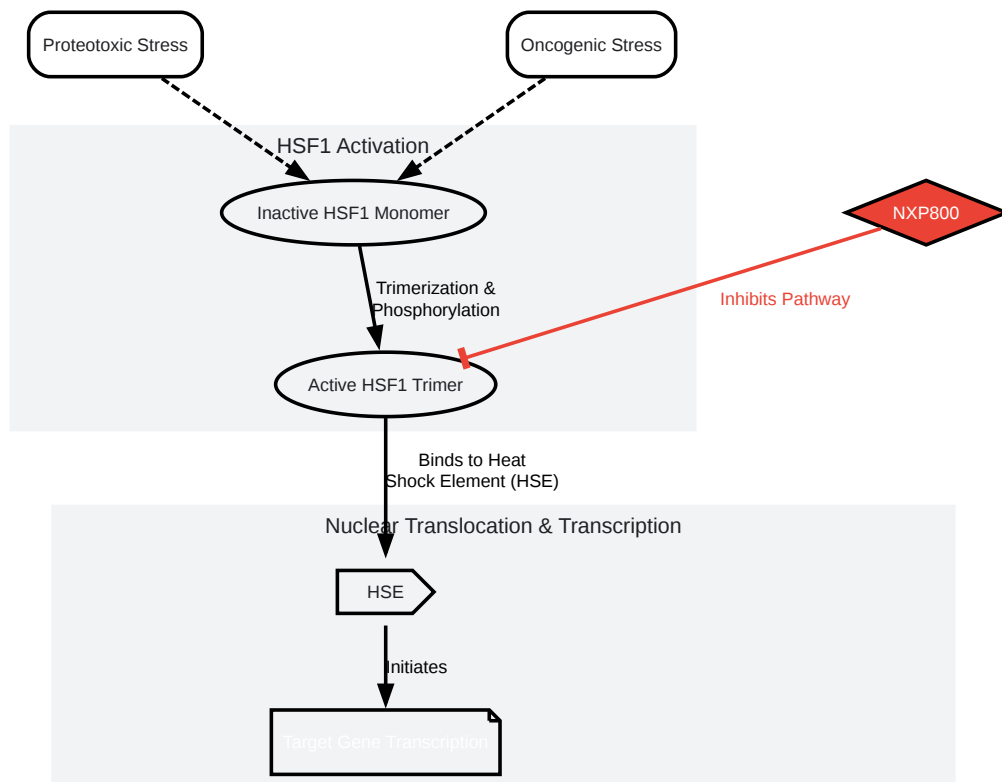 Proteotoxic Stress
Oncogenic Stress
HSF1 Activation
Inactive HSF1 Monomer
NXP800
Trimerization &
Phosphorylation
Inhibits Pathway
Active HSF1 Trimer
Binds to Heat
Shock Element (HSE)
Nuclear Translocation & Transcription
HSE
Initiates
Target Gene Transcription